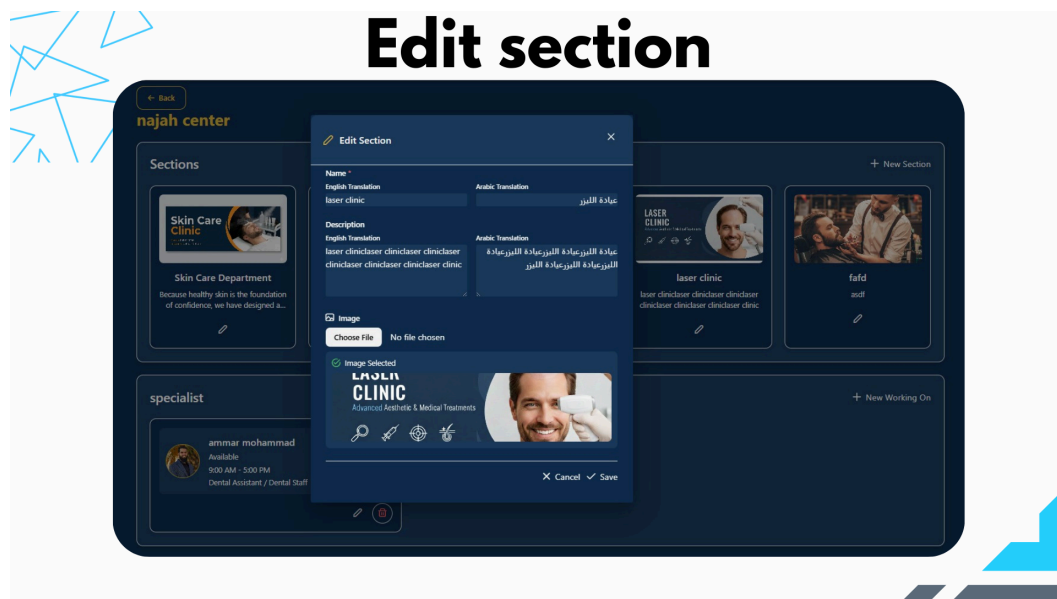 Edit section
← Back
najah center
Sections
+ New Section
Skin Care
Clinic
Skin Care Department
Because healthy skin is the foundation
of confidence, we have designed a...
LASER
CLINIC
laser clinic
laser cliniclaser cliniclaser cliniclaser
cliniclaser cliniclaser cliniclaser clinic
fafd
asdf
Edit Section
×
Name *
English Translation
Arabic Translation
laser clinic
عيادة الليزر
Description
English Translation
Arabic Translation
laser cliniclaser cliniclaser cliniclaser
cliniclaser cliniclaser cliniclaser clinic
عيادة الليزرعيادة الليزرعيادة الليزرعيادة
الليزرعيادة الليزرعيادة الليزر
Image
Choose File No file chosen
Image Selected
LASER
CLINIC
Advanced Aesthetic & Medical Treatments
× Cancel ✓ Save
specialist
+ New Working On
ammar mohammad
Available
9:00 AM - 5:00 PM
Dental Assistant / Dental Staff